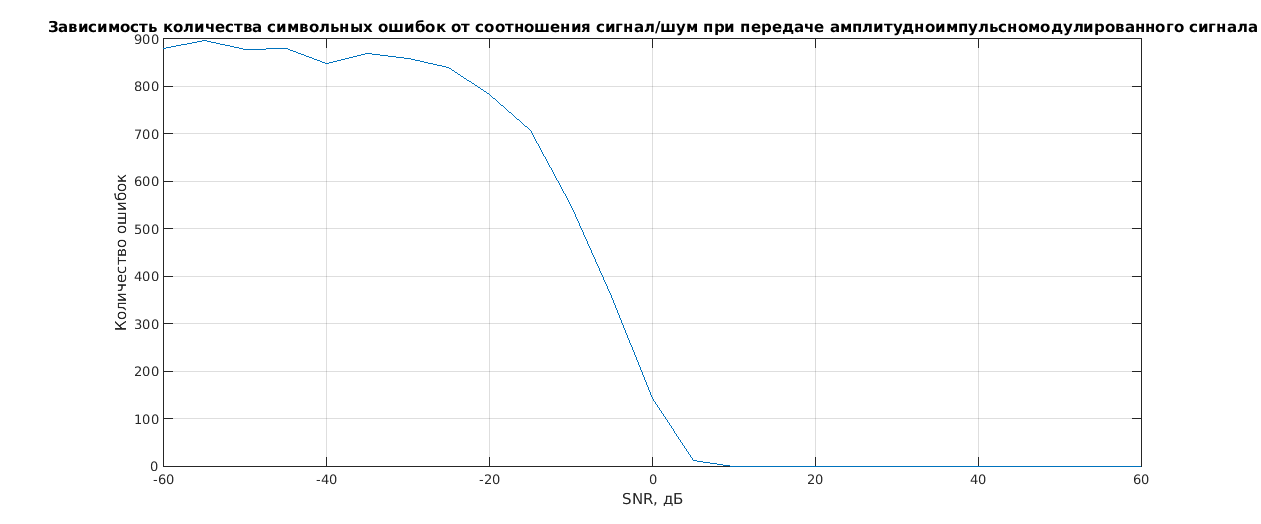 Зависимость количества символьных ошибок от соотношения сигнал/шум при передаче амплитудноимпульсномодулированного сигнала
900
800
700
600
500
400
300
200
100
0
Количество ошибок
-60 -40 -20 0 20 40 60
SNR, дБ